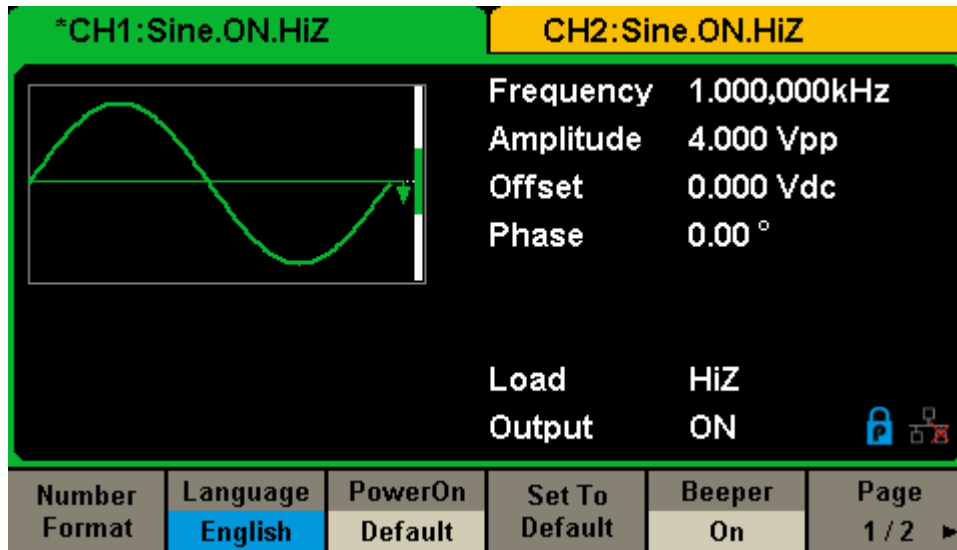 *CH1:Sine.ON.HiZ
CH2:Sine.ON.HiZ
Frequency 1.000,000kHz
Amplitude 4.000 Vpp
Offset 0.000 Vdc
Phase 0.00 °
Load HiZ
Output ON
P
Number Format
Language English
PowerOn Default
Set To Default
Beeper On
Page 1 / 2 ►